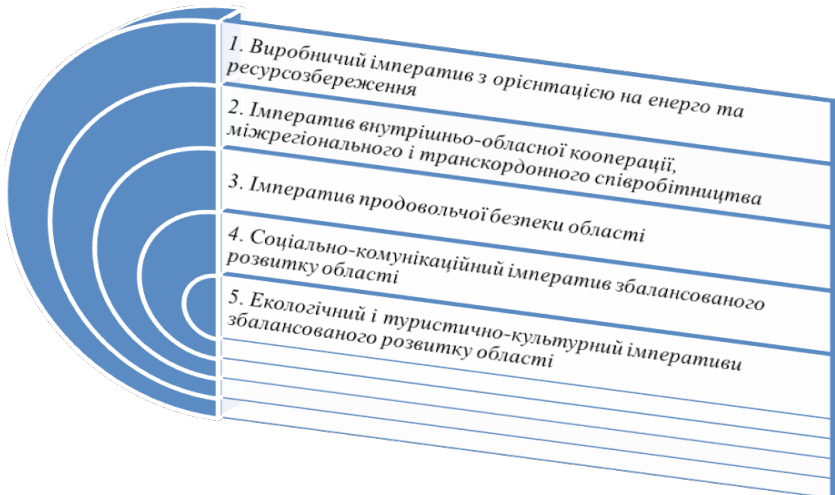 1. Виробничий імператив з орієнтацією на енерго та
ресурсозбереження
2. Імператив внутрішньо-обласної кооперації,
міжрегіонального і транскордонного співробітництва
3. Імператив продовольчої безпеки області
4. Соціально-комунікаційний імператив збалансованого
розвитку області
5. Екологічний і туристично-культурний імперативи
збалансованого розвитку області